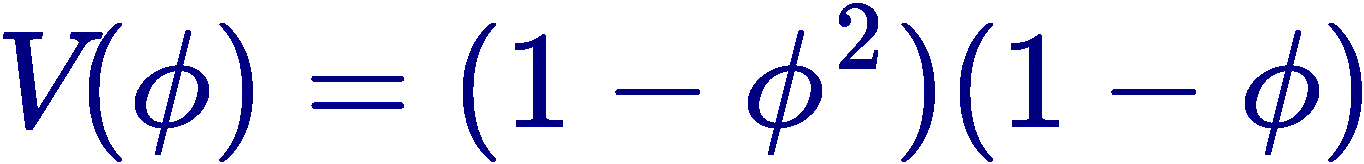 V(ϕ) = (1 − ϕ²)(1 − ϕ)